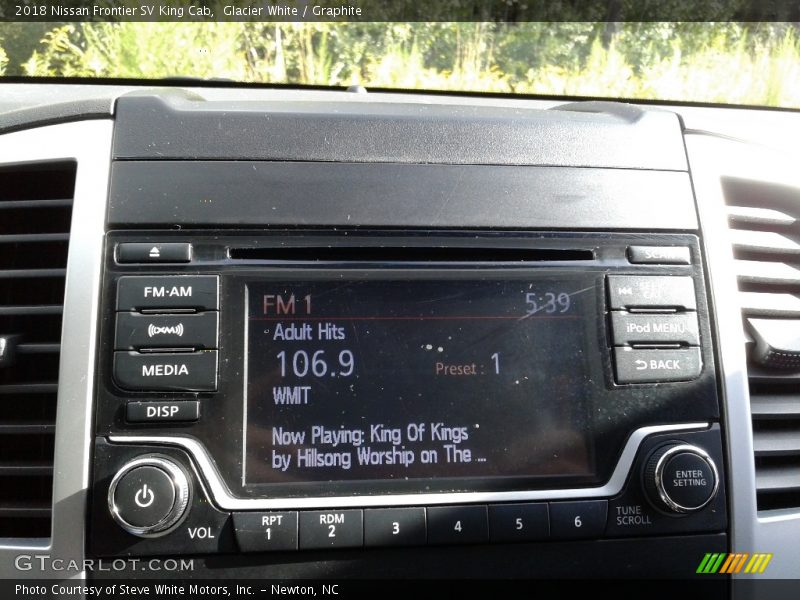 2018 Nissan Frontier SV King Cab,  Glacier White / Graphite
SCAN
FM·AM
FM 1
5:39
Adult Hits
((XM))
iPod MENU
106.9
Preset : 1
MEDIA
BACK
WMIT
DISP
Now Playing: King Of Kings
by Hillsong Worship on The ...
ENTER
SETTING
VOL
RPT
1
RDM
2
3
4
5
6
TUNE
SCROLL
GTCARLOT.COM
Photo Courtesy of Steve White Motors, Inc. – Newton, NC